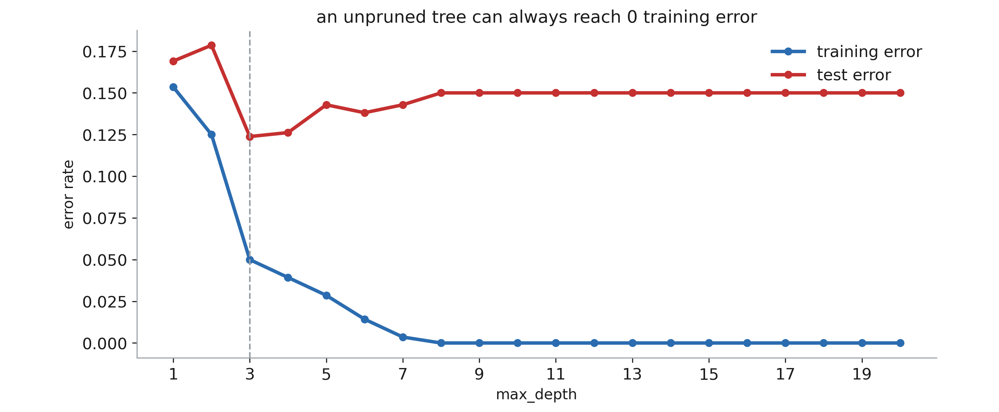 an unpruned tree can always reach 0 training error
training error
test error
error rate
0.175
0.150
0.125
0.100
0.075
0.050
0.025
0.000
1 3 5 7 9 11 13 15 17 19
max_depth